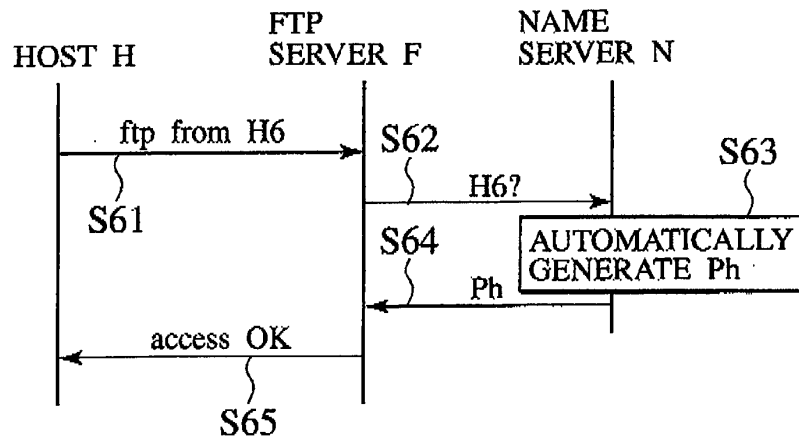 HOST H
FTP
SERVER F
NAME
SERVER N
ftp from H6
S61
S62
H6?
S63
AUTOMATICALLY
GENERATE Ph
S64
Ph
access OK
S65